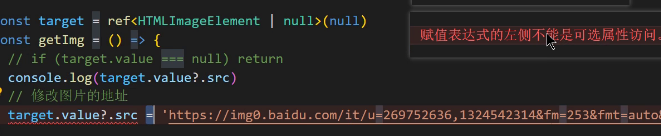 onst target = ref<HTMLImageElement | null>(null)
onst getImg = () => {
// if (target.value === null) return
console.log(target.value?.src)
// 修改图片的地址
target.value?.src = 'https://img0.baidu.com/it/u=269752636,1324542314&fm=253&fmt=auto
赋值表达式的左侧不能是可选属性访问。